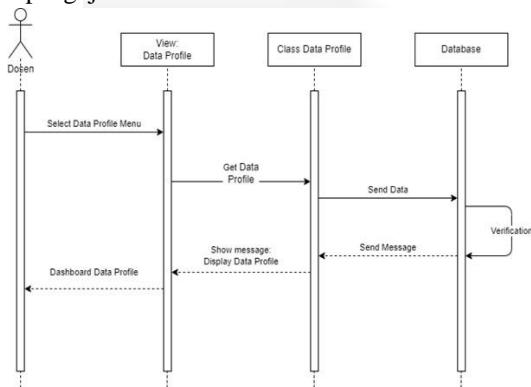 View:
Data Profile
Class Data Profile
Database
Dosen
Select Data Profile Menu
Get Data
Profile
Send Data
Verification
Send Message
Show message:
Display Data Profile
Dashboard Data Profile